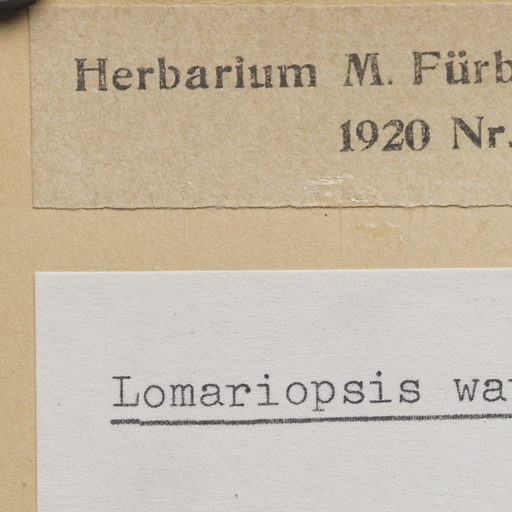 Herbarium M. Fürb
1920 Nr.
Lomariopsis wa